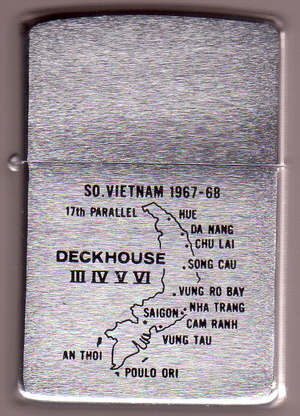 SO. VIETNAM 1967-68
17th PARALLEL
HUE
DA NANG
CHU LAI
DECKHOUSE
III IV V VI
SONG CAU
VUNG RO BAY
NHA TRANG
SAIGON
CAM RANH
VUNG TAU
AN THOI
POULO ORI